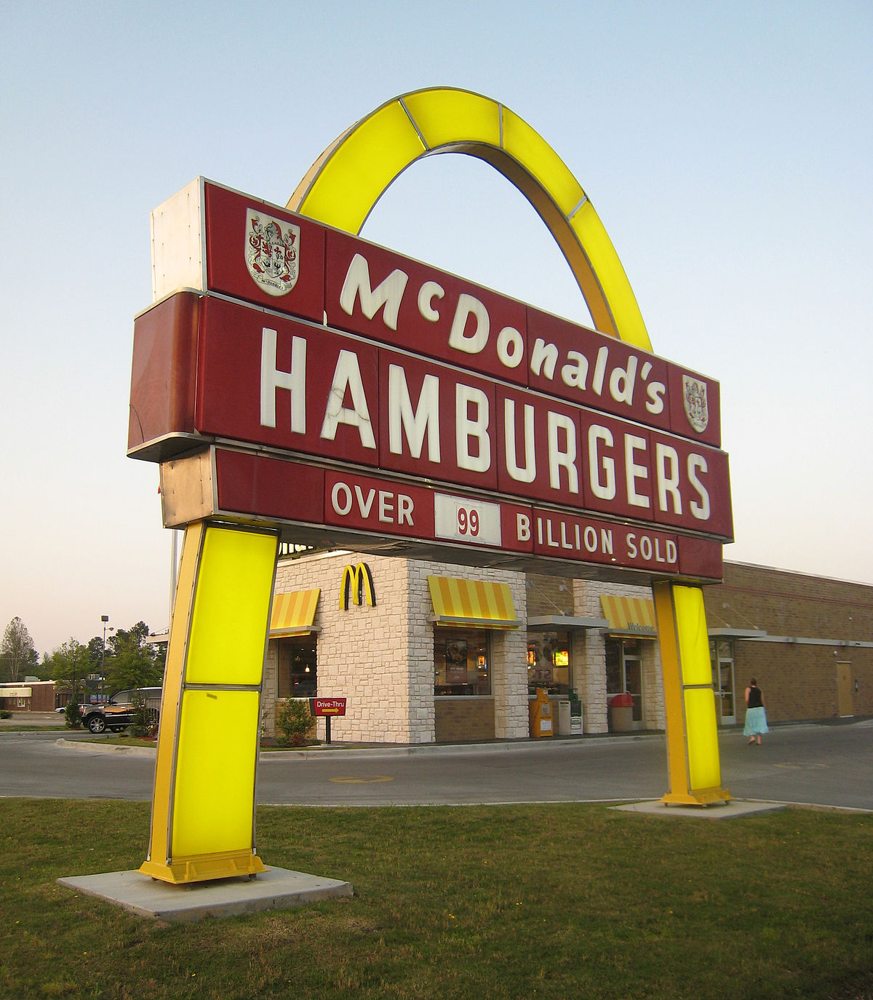 McDonald's
HAMBURGERS
OVER 99 BILLION SOLD
Welcome
Drive-Thru